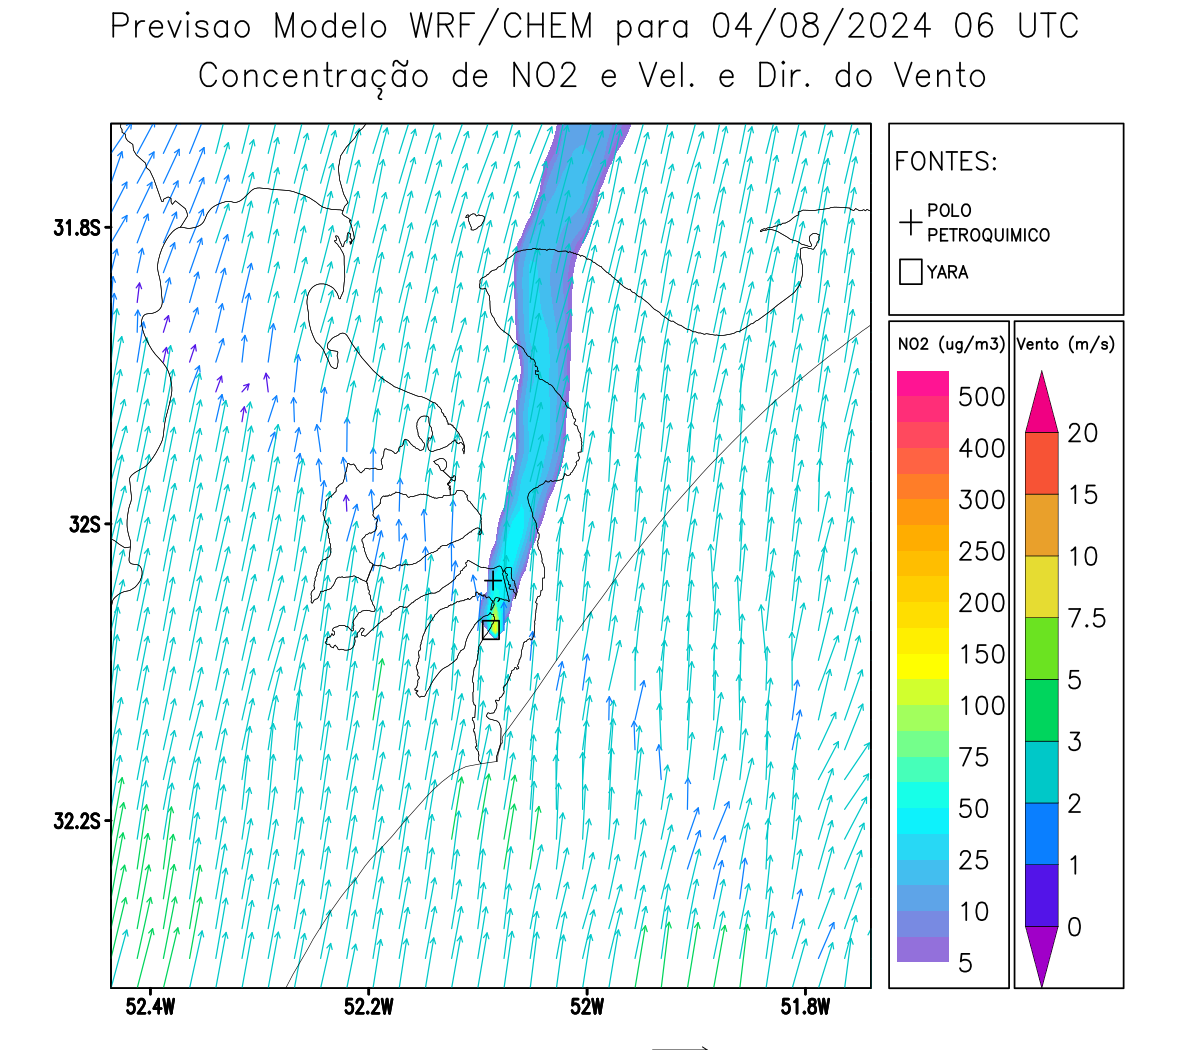 Previsao Modelo WRF/CHEM para 04/08/2024 06 UTC
Concentração de NO2 e Vel. e Dir. do Vento
FONTES:
POLO
PETROQUIMICO
YARA
31.8S
32S
32.2S
52.4W
52.2W
52W
51.8W
NO2 (ug/m3)
500
400
300
250
200
150
100
75
50
25
10
5
Vento (m/s)
20
15
10
7.5
5
3
2
1
0